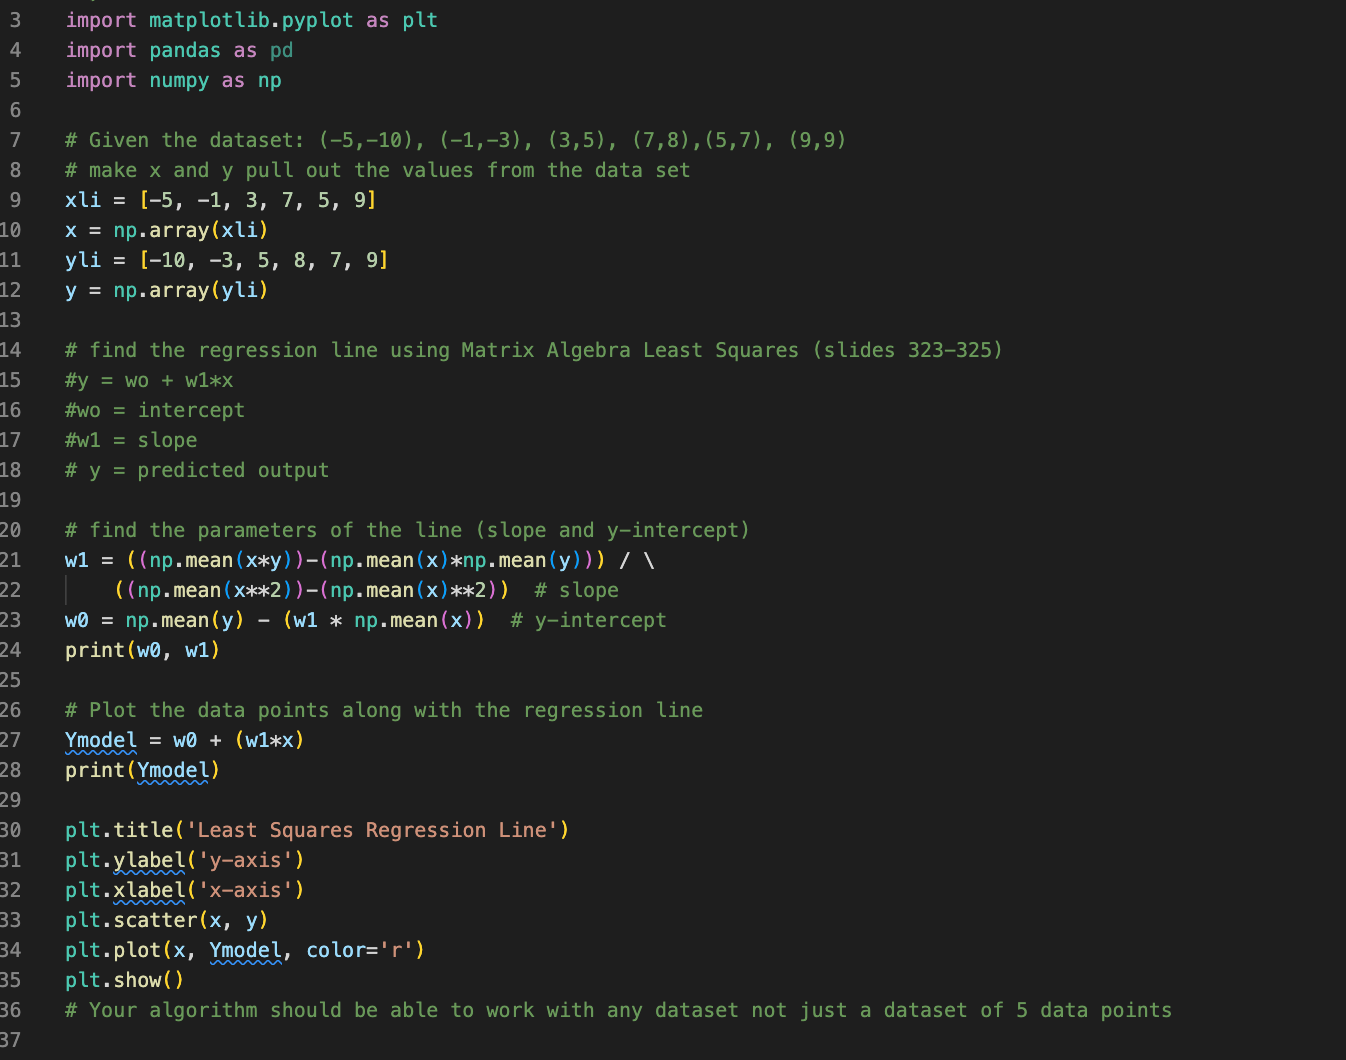 3 import matplotlib.pyplot as plt
4 import pandas as pd
5 import numpy as np
6
7 # Given the dataset: (-5,-10), (-1,-3), (3,5), (7,8),(5,7), (9,9)
8 # make x and y pull out the values from the data set
9 xli = [-5, -1, 3, 7, 5, 9]
10 x = np.array(xli)
11 yli = [-10, -3, 5, 8, 7, 9]
12 y = np.array(yli)
13
14 # find the regression line using Matrix Algebra Least Squares (slides 323-325)
15 #y = wo + w1*x
16 #wo = intercept
17 #w1 = slope
18 # y = predicted output
19
20 # find the parameters of the line (slope and y-intercept)
21 w1 = ((np.mean(x*y))-(np.mean(x)*np.mean(y))) / \
22     ((np.mean(x**2))-(np.mean(x)**2))  # slope
23 w0 = np.mean(y) - (w1 * np.mean(x))  # y-intercept
24 print(w0, w1)
25
26 # Plot the data points along with the regression line
27 Ymodel = w0 + (w1*x)
28 print(Ymodel)
29
30 plt.title('Least Squares Regression Line')
31 plt.ylabel('y-axis')
32 plt.xlabel('x-axis')
33 plt.scatter(x, y)
34 plt.plot(x, Ymodel, color='r')
35 plt.show()
36 # Your algorithm should be able to work with any dataset not just a dataset of 5 data points
37